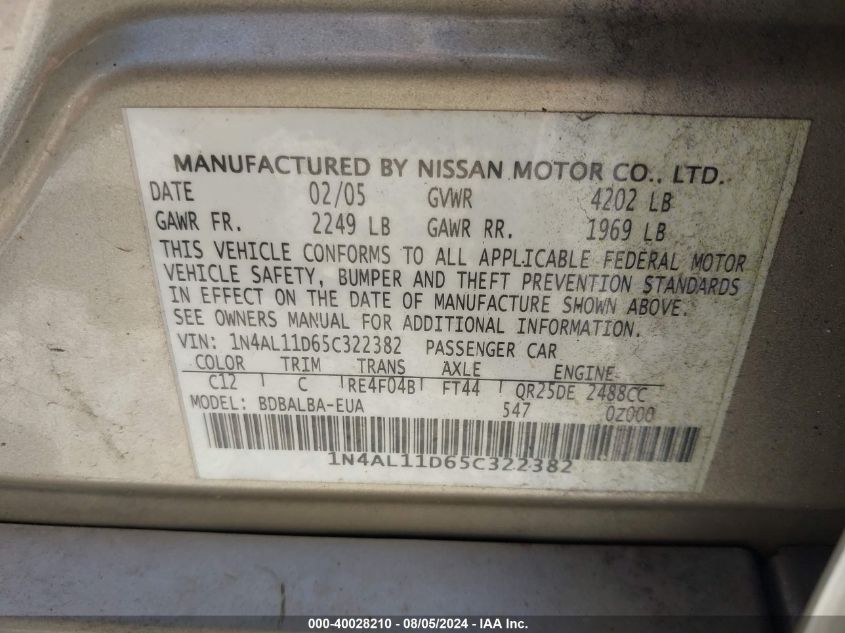 MANUFACTURED BY NISSAN MOTOR CO., LTD.
DATE 02/05 GVWR 4202 LB
GAWR FR. 2249 LB GAWR RR. 1969 LB
THIS VEHICLE CONFORMS TO ALL APPLICABLE FEDERAL MOTOR
VEHICLE SAFETY, BUMPER AND THEFT PREVENTION STANDARDS
IN EFFECT ON THE DATE OF MANUFACTURE SHOWN ABOVE.
SEE OWNERS MANUAL FOR ADDITIONAL INFORMATION.
VIN: 1N4AL11D65C322382 PASSENGER CAR
COLOR TRIM TRANS AXLE ENGINE
C12 C RE4F04B FT44 QR25DE 2488CC
MODEL: BDBALBA-EUA 547 0Z000
1N4AL11D65C322382
000-40028210 - 08/05/2024 - IAA Inc.